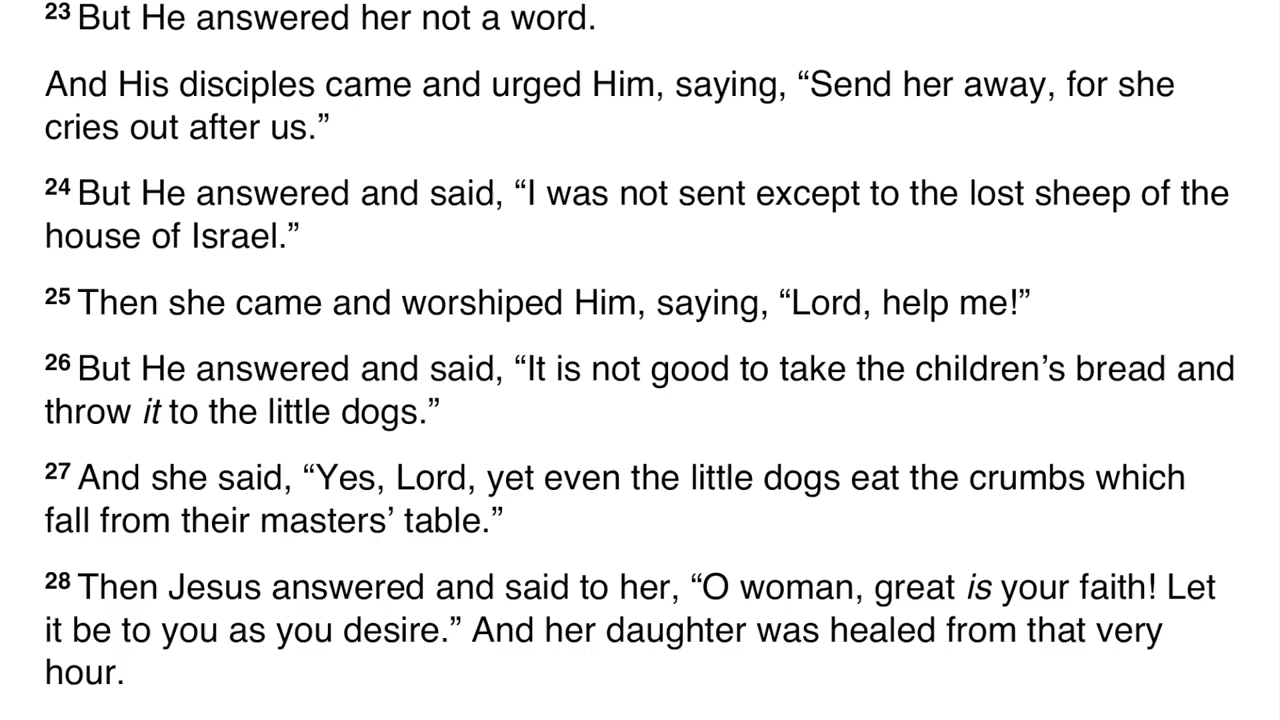 23 But He answered her not a word.
And His disciples came and urged Him, saying, “Send her away, for she
cries out after us.”
24 But He answered and said, “I was not sent except to the lost sheep of the
house of Israel.”
25 Then she came and worshiped Him, saying, “Lord, help me!”
26 But He answered and said, “It is not good to take the children’s bread and
throw it to the little dogs.”
27 And she said, “Yes, Lord, yet even the little dogs eat the crumbs which
fall from their masters’ table.”
28 Then Jesus answered and said to her, “O woman, great is your faith! Let
it be to you as you desire.” And her daughter was healed from that very
hour.